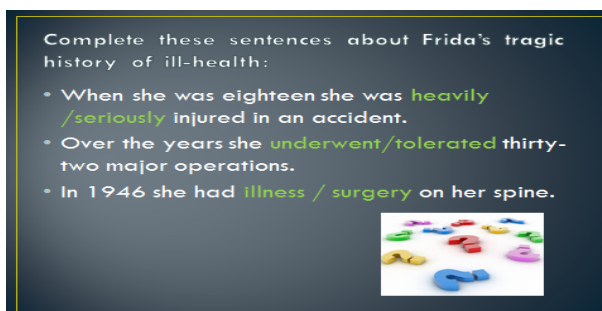 Complete these sentences about Frida's tragic
history of ill-health:
• When she was eighteen she was heavily
/seriously injured in an accident.
• Over the years she underwent/tolerated thirty-
two major operations.
• In 1946 she had illness / surgery on her spine.